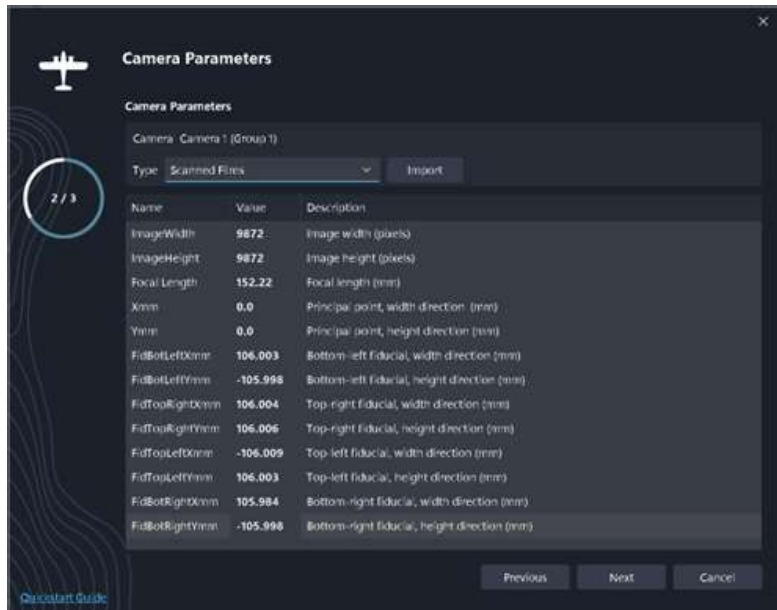 Camera Parameters
Camera Parameters
Camera Camera 1 (Group 1)
Type Scanned Films Import
2 / 3
Name Value Description
ImageWidth 9872 Image width (pixels)
ImageHeight 9872 Image height (pixels)
Focal Length 152.22 Focal length (mm)
Xmm 0.0 Principal point, width direction (mm)
Ymm 0.0 Principal point, height direction (mm)
FidBotLeftXmm 106.003 Bottom-left fiducial, width direction (mm)
FidBotLeftYmm -105.998 Bottom-left fiducial, height direction (mm)
FidTopRightXmm 106.004 Top-right fiducial, width direction (mm)
FidTopRightYmm 106.006 Top-right fiducial, height direction (mm)
FidTopLeftXmm -106.009 Top-left fiducial, width direction (mm)
FidTopLeftYmm 106.003 Top-left fiducial, height direction (mm)
FidBotRightXmm 105.984 Bottom-right fiducial, width direction (mm)
FidBotRightYmm -105.998 Bottom-right fiducial, height direction (mm)
Previous Next Cancel
Quickstart Guide